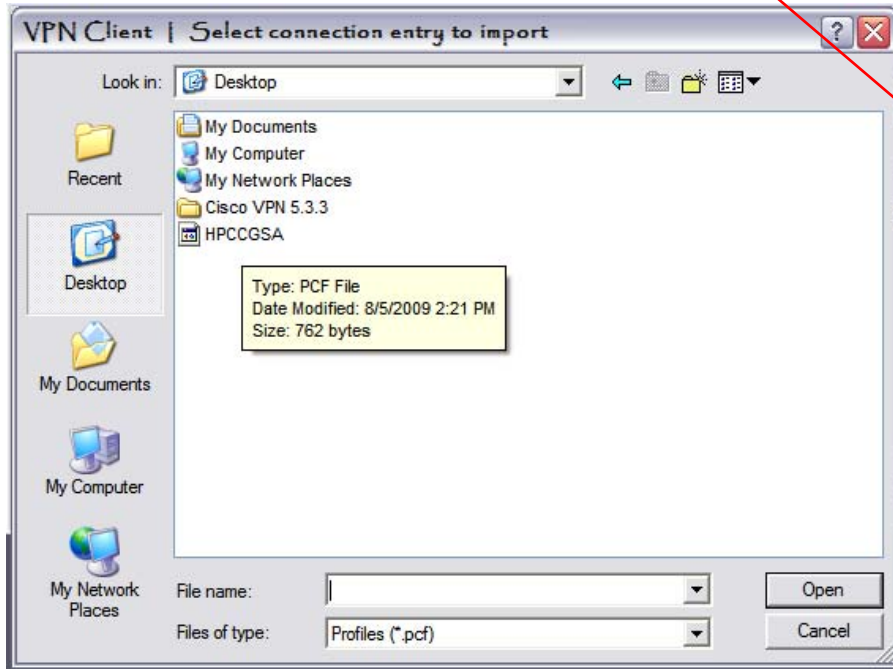 VPN Client | Select connection entry to import
Look in: Desktop
My Documents
My Computer
My Network Places
Cisco VPN 5.3.3
HPCCGSA
Type: PCF File
Date Modified: 8/5/2009 2:21 PM
Size: 762 bytes
Recent
Desktop
My Documents
My Computer
My Network
Places
File name:
Open
Files of type: Profiles (*.pcf)
Cancel